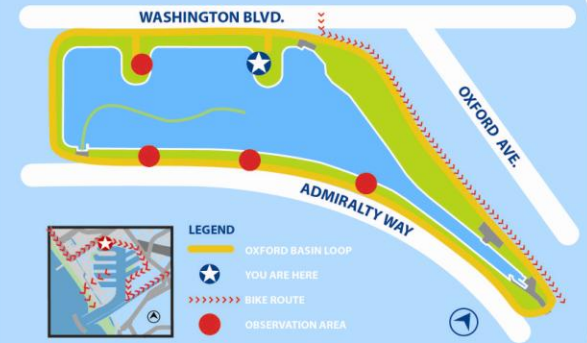 WASHINGTON BLVD.
OXFORD AVE.
ADMIRALTY WAY
LEGEND
OXFORD BASIN LOOP
YOU ARE HERE
BIKE ROUTE
OBSERVATION AREA